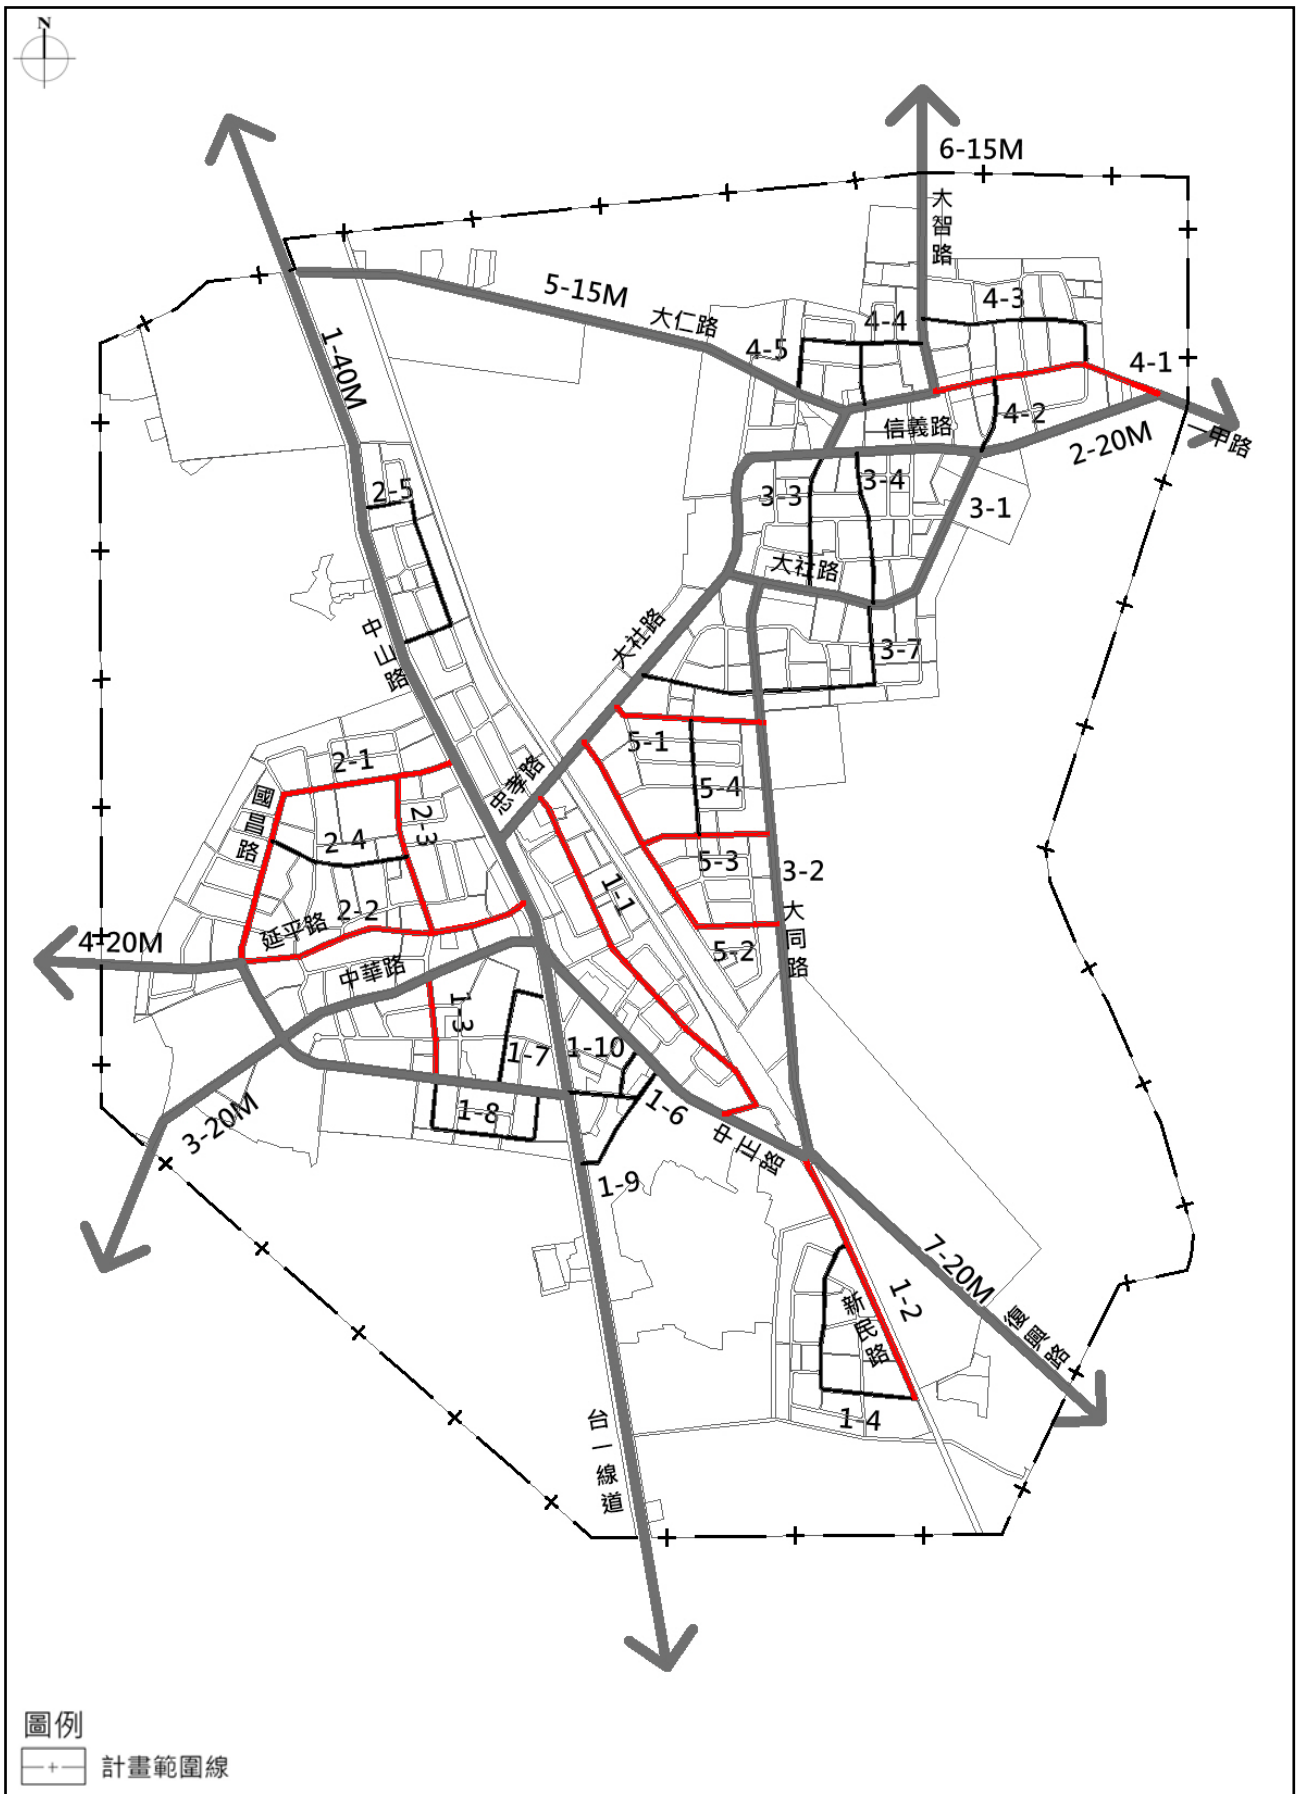 N
6-15M
大智路
5-15M
大仁路
4-3
4-4
4-5
4-1
1-40M
4-2
信義路
2-20M
一甲路
3-3
3-4
3-1
2-5
大社路
中山路
大社路
3-7
2-1
5-1
忠孝路
5-4
國昌路
2-3
2-4
5-3
3-2
1-1
2-2
延平路
大同路
4-20M
5-2
中華路
1-3
1-7
1-10
1-8
1-6
3-20M
中正路
1-9
7-20M
1-2
新民路
復興路
1-4
台一線道
圖例
計畫範圍線